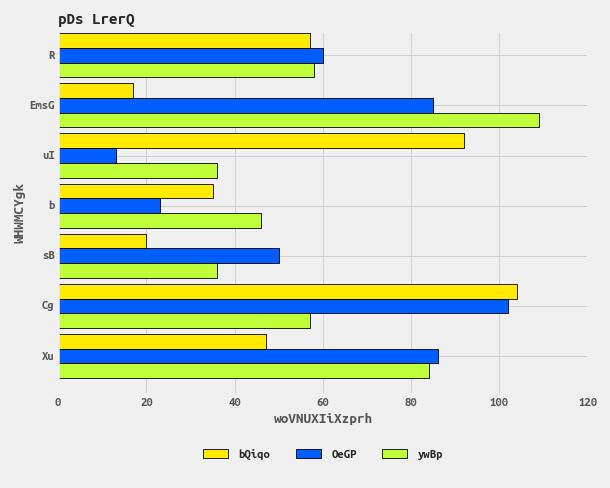 pDs LrerQ
R
EmsG
uI
b
sB
Cg
Xu
WHWMCYgk
0 20 40 60 80 100 120
woVNUXIiXzprh
bQiqo OeGP ywBp